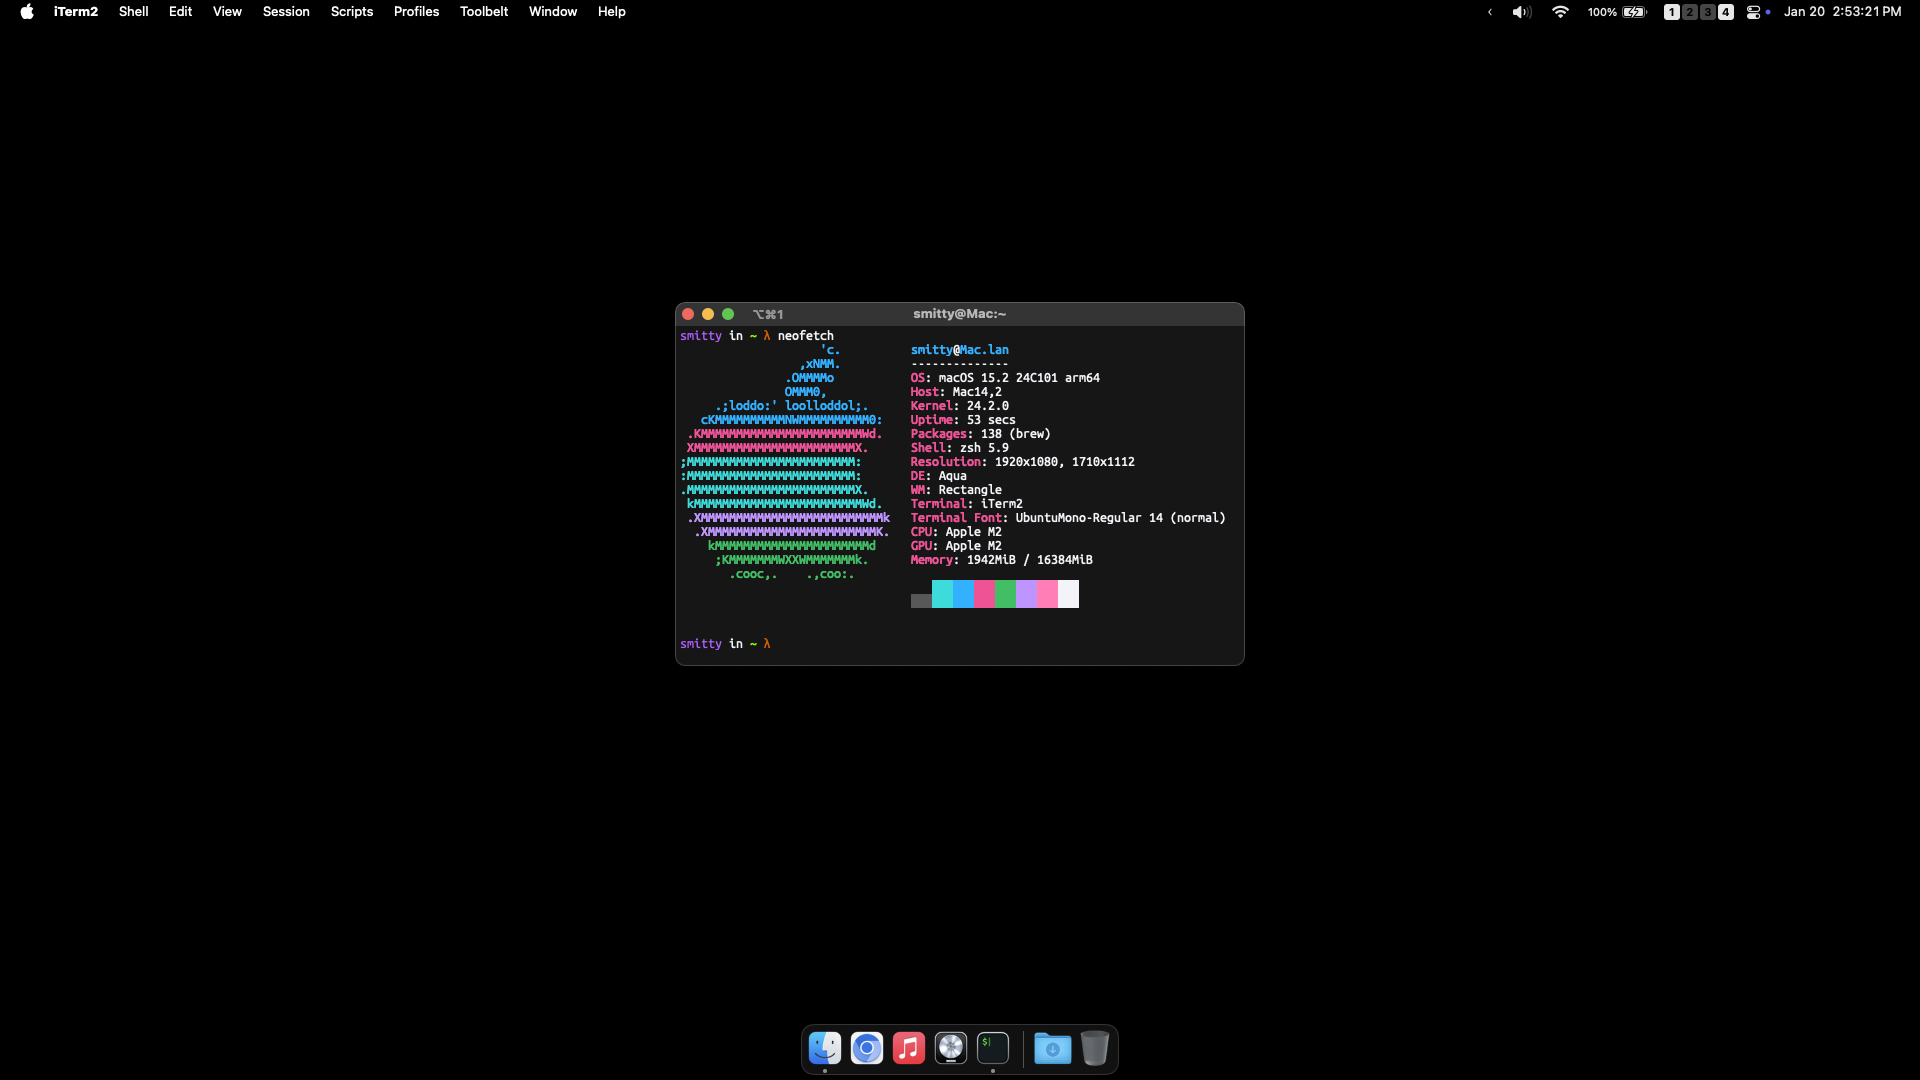 iTerm2 Shell Edit View Session Scripts Profiles Toolbelt Window Help 100% 1 2 3 4 Jan 20 2:53:21 PM
⌥⌘1 smitty@Mac:~
smitty in ~ λ neofetch
'c. smitty@Mac.lan
,xNMM. --------------
.OMMMMo OS: macOS 15.2 24C101 arm64
OMMM0, Host: Mac14,2
.;loddo:' loolloddol;. Kernel: 24.2.0
cKMMMMMMMMMMNWMMMMMMMMMM0: Uptime: 53 secs
.KMMMMMMMMMMMMMMMMMMMMMMMWd. Packages: 138 (brew)
XMMMMMMMMMMMMMMMMMMMMMMMX. Shell: zsh 5.9
;MMMMMMMMMMMMMMMMMMMMMMMM: Resolution: 1920x1080, 1710x1112
:MMMMMMMMMMMMMMMMMMMMMMMM: DE: Aqua
.MMMMMMMMMMMMMMMMMMMMMMMMX. WM: Rectangle
kMMMMMMMMMMMMMMMMMMMMMMMMWd. Terminal: iTerm2
.XMMMMMMMMMMMMMMMMMMMMMMMMMMk Terminal Font: UbuntuMono-Regular 14 (normal)
.XMMMMMMMMMMMMMMMMMMMMMMMMK. CPU: Apple M2
kMMMMMMMMMMMMMMMMMMMMMMd GPU: Apple M2
;KMMMMMMMWXXWMMMMMMMk. Memory: 1942MiB / 16384MiB
.cooc,. .,coo:.
smitty in ~ λ
$